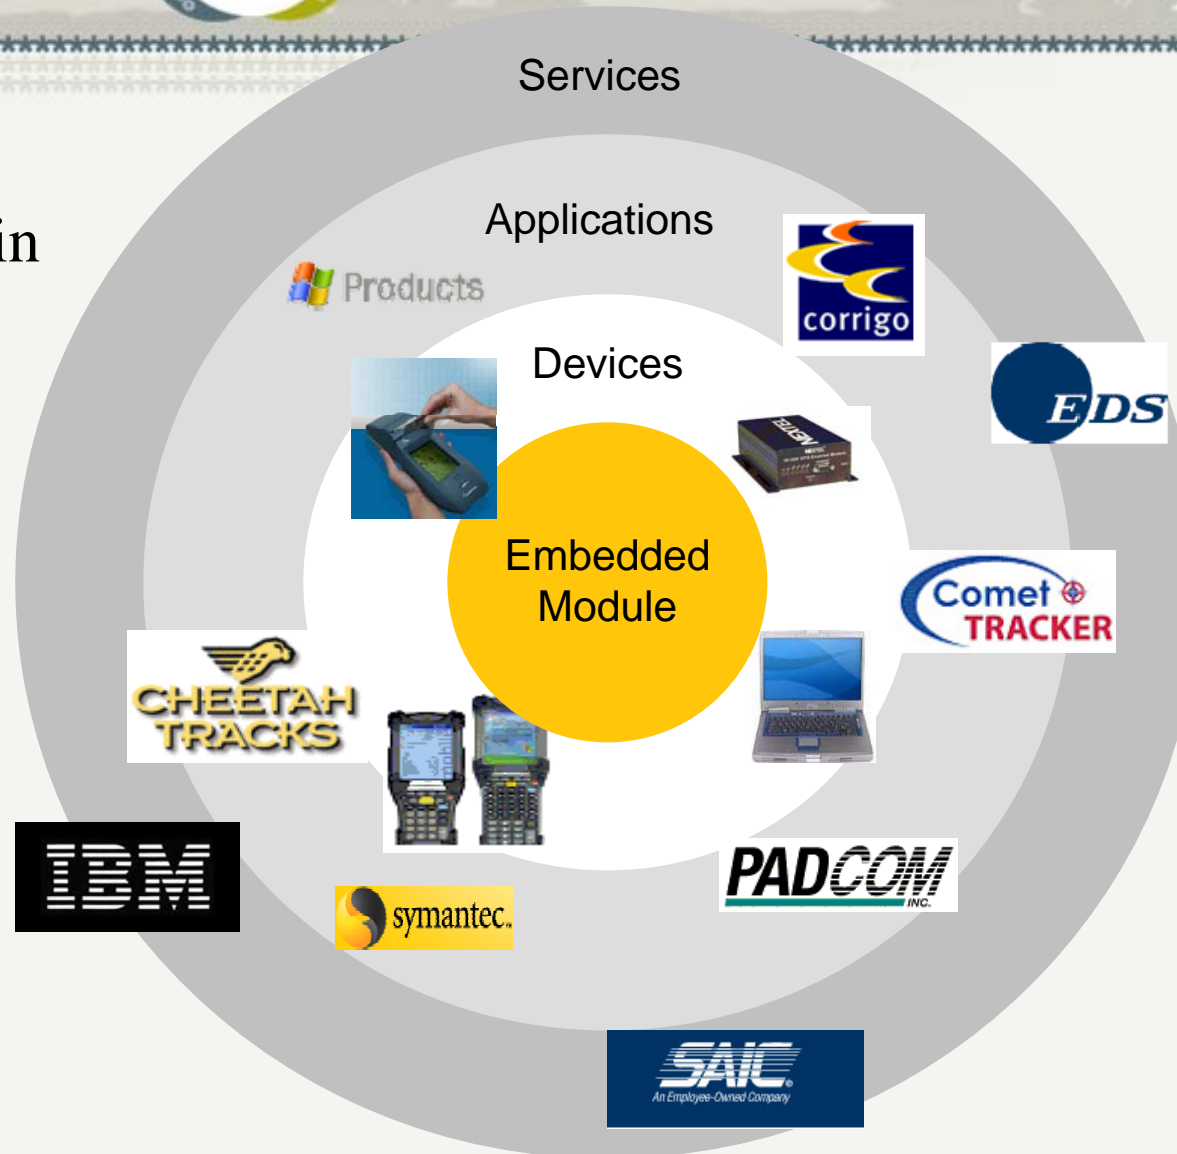 Services
in
Applications
Products
corrigo
Devices
EDS
NEXTEL
Embedded
Module
Comet
TRACKER
CHEETAH
TRACKS
IBM
PADCOM
INC.
symantec.
SAIC
An Employee-Owned Company